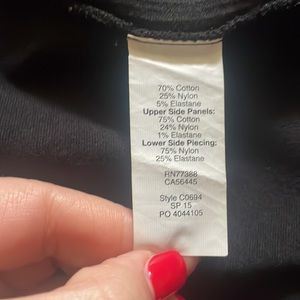 70% Cotton
25% Nylon
5% Elastane
Upper Side Panels:
75% Cotton
24% Nylon
1% Elastane
Lower Side Piecing:
75% Nylon
25% Elastane
RN77388
CA56445
Style C0694
SP 15
PO 4044105